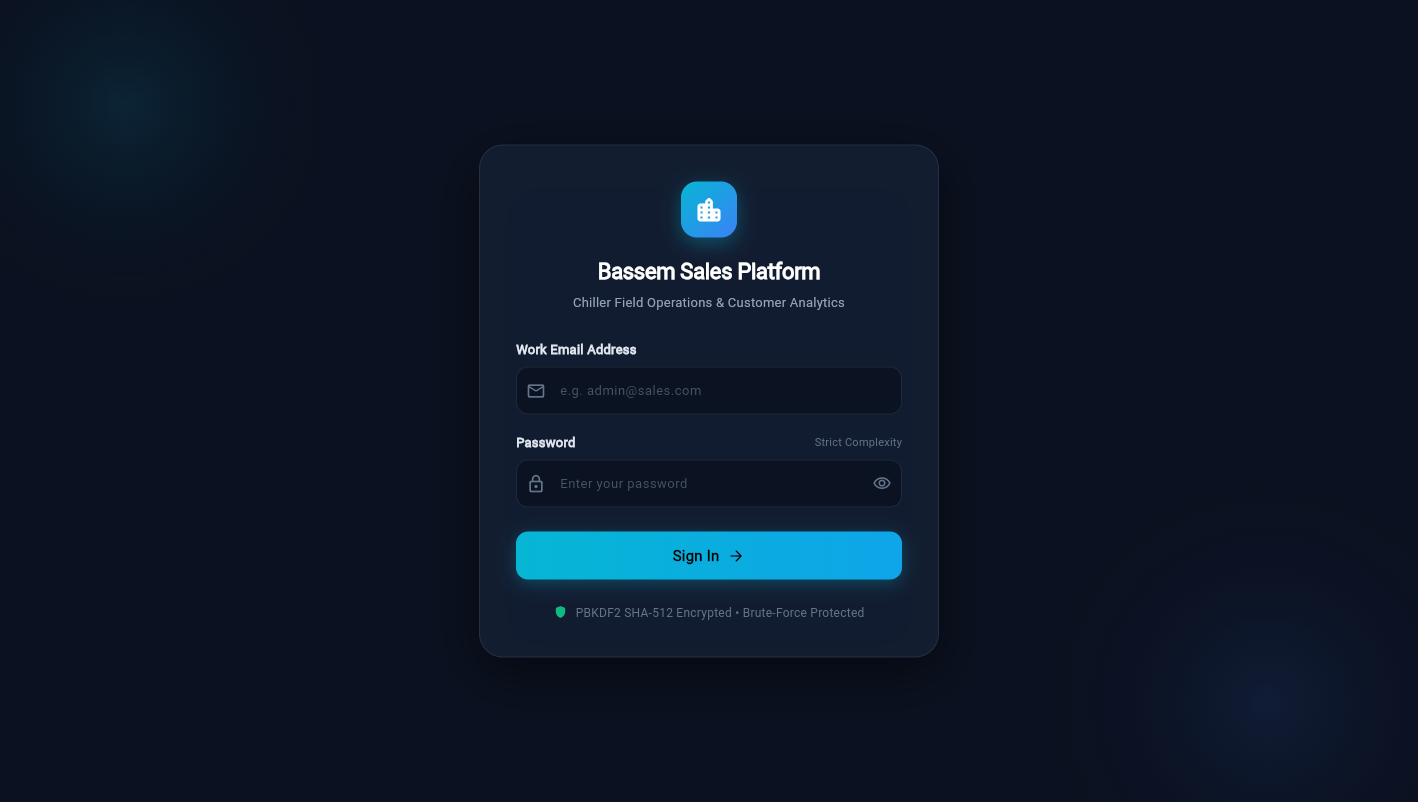 Bassem Sales Platform
Chiller Field Operations & Customer Analytics
Work Email Address
e.g. admin@sales.com
Password
Strict Complexity
Enter your password
Sign In
PBKDF2 SHA-512 Encrypted • Brute-Force Protected